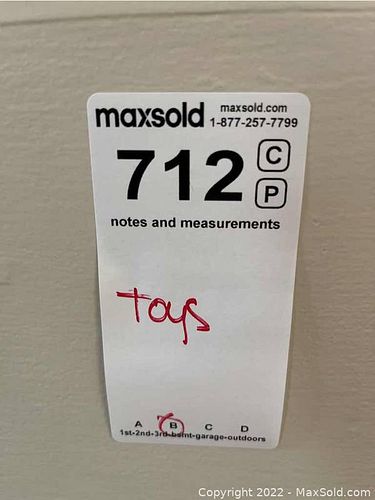 maxsold maxsold.com
1-877-257-7799
712 C
P
notes and measurements
toys
A B C D
1st-2nd-3rd-bsmt-garage-outdoors
Copyright 2022 - MaxSold.com